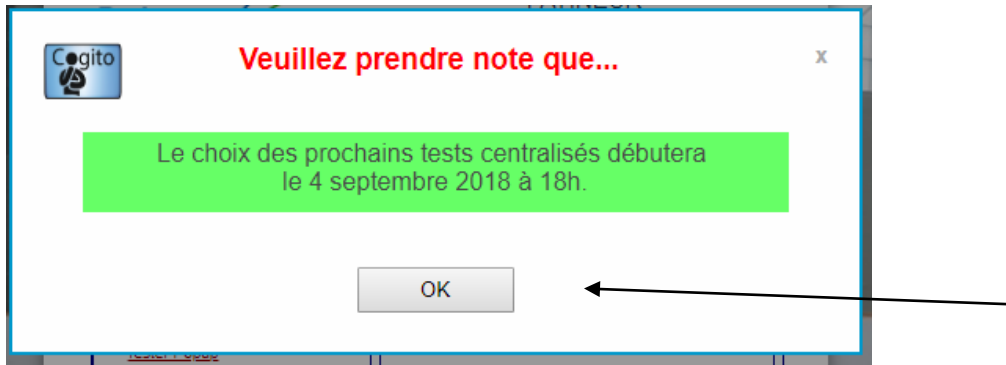 Cogito
Veuillez prendre note que...
x
Le choix des prochains tests centralisés débutera
le 4 septembre 2018 à 18h.
OK